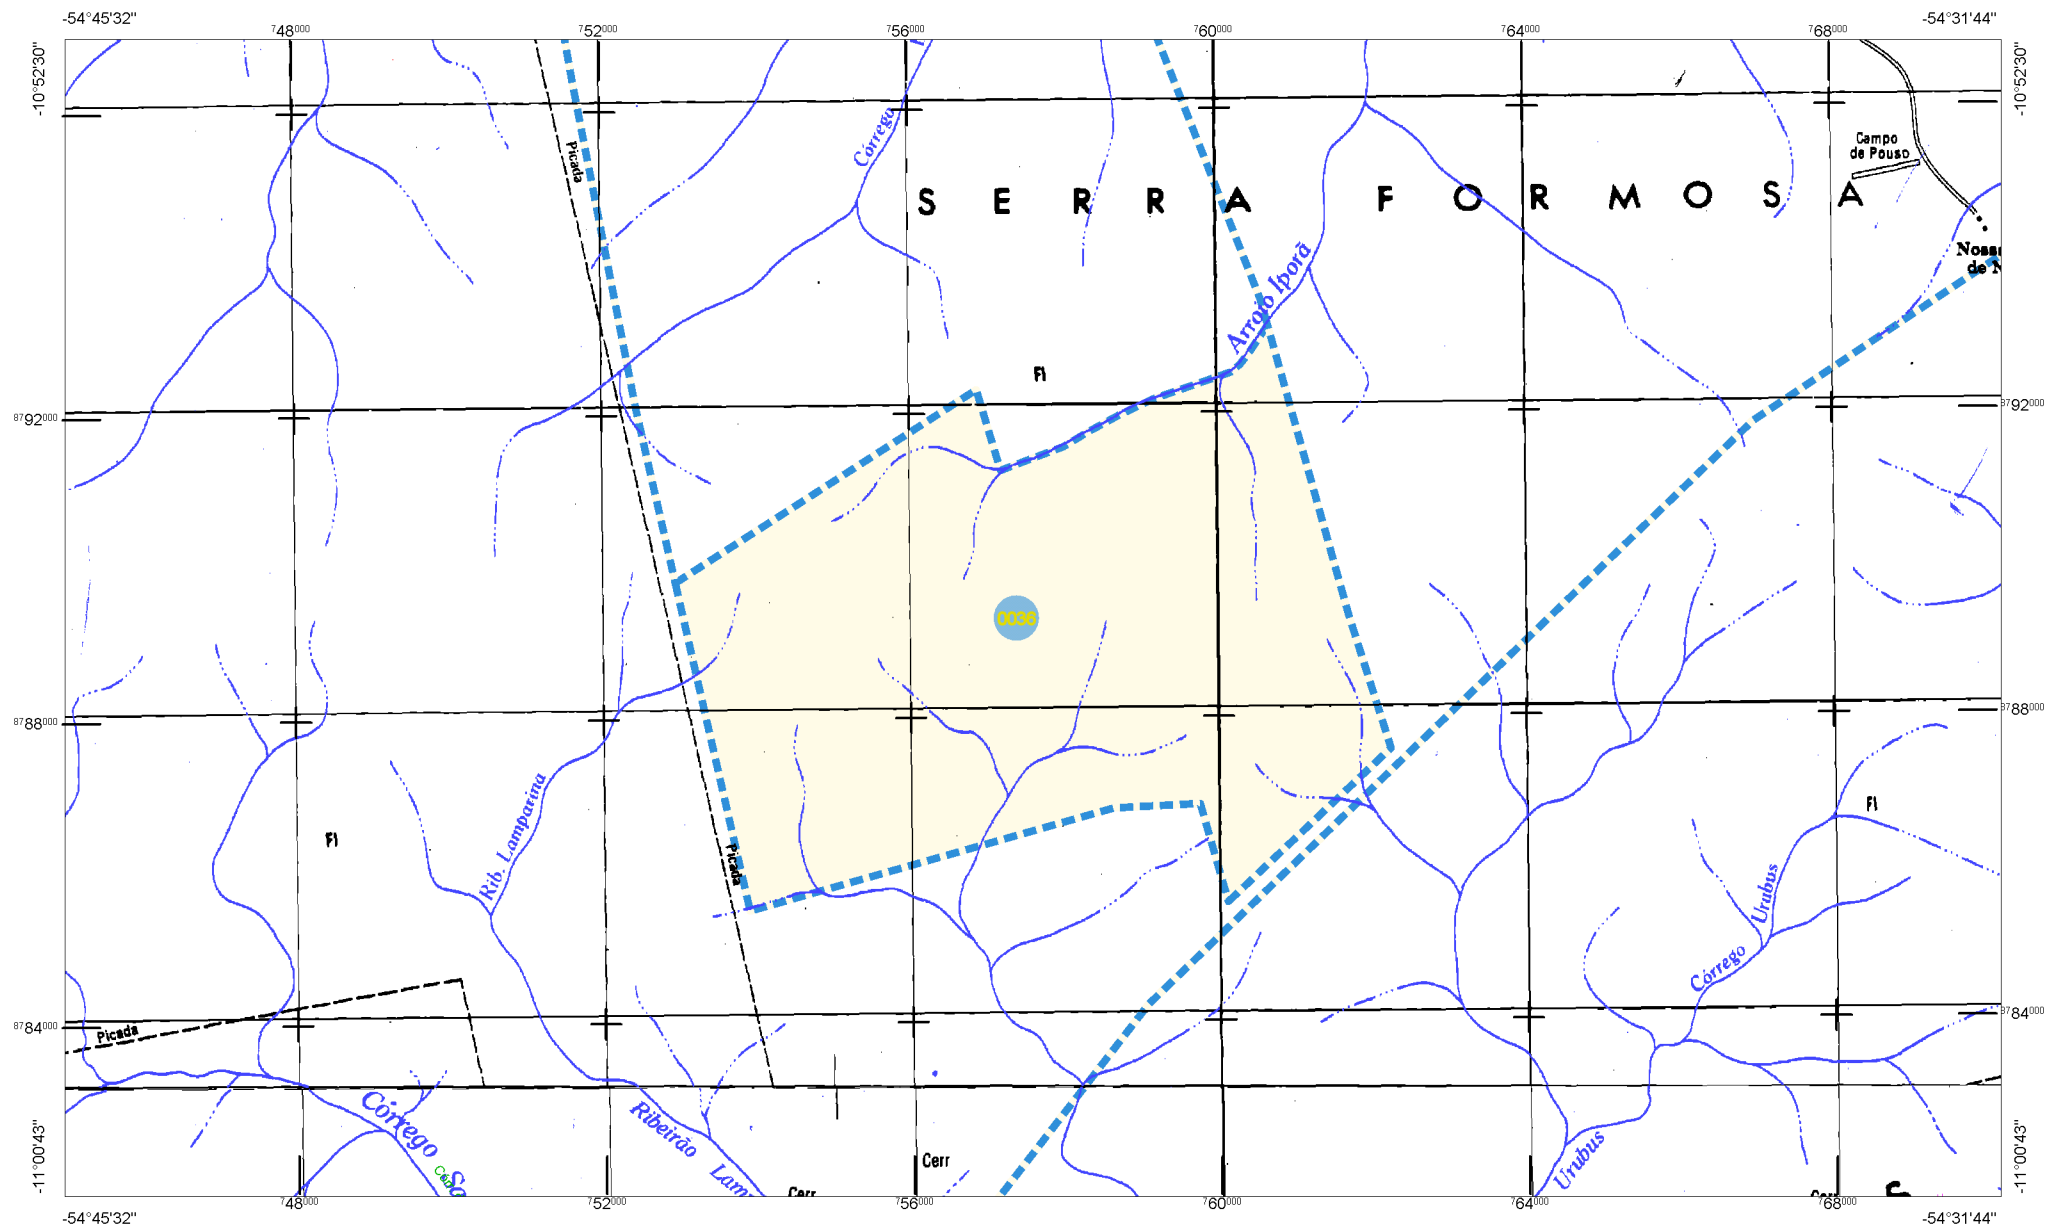 -54°45'32"
-54°31'44"
748000
752000
756000
760000
764000
768000
-10°52'30"
-10°52'30"
Picada
Córrego
Campo
de Pouso
S E R R A F O R M O S A
Arroio Iporã
de
Fl
8792000
8792000
0036
8788000
8788000
Rib. Lamparina
Fl
Fl
Picada
Urubus
Córrego
8784000
8784000
Picada
Córrego
Ribeirão
Urubus
Cerr
Cerr
-11°00'43"
-11°00'43"
748000
752000
756000
760000
764000
768000
-54°45'32"
-54°31'44"